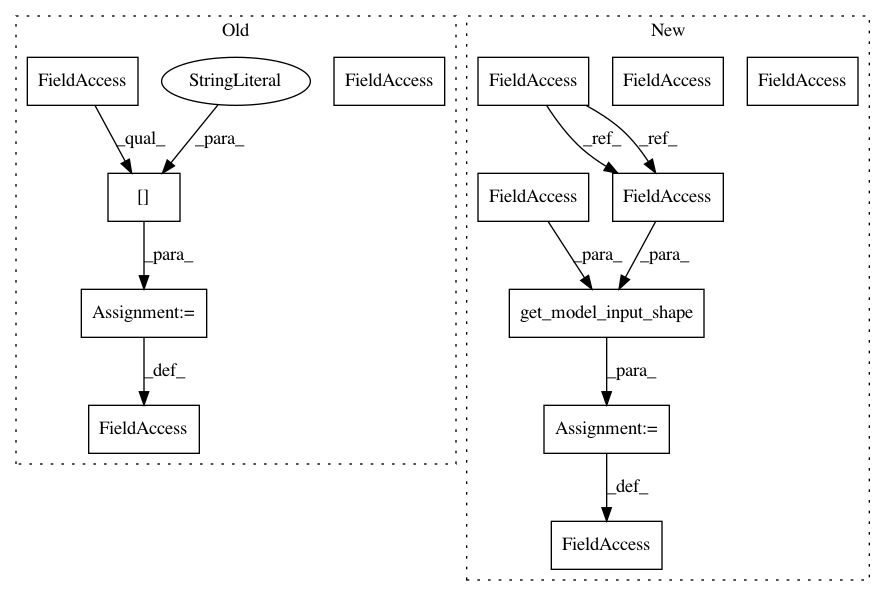 Old
New
FieldAccess
StringLiteral
FieldAccess
FieldAccess
FieldAccess
FieldAccess
_qual_
_para_
_ref_
_ref_
[]
FieldAccess
FieldAccess
_para_
_para_
_para_
Assignment:=
get_model_input_shape
_def_
_para_
FieldAccess
Assignment:=
_def_
FieldAccess